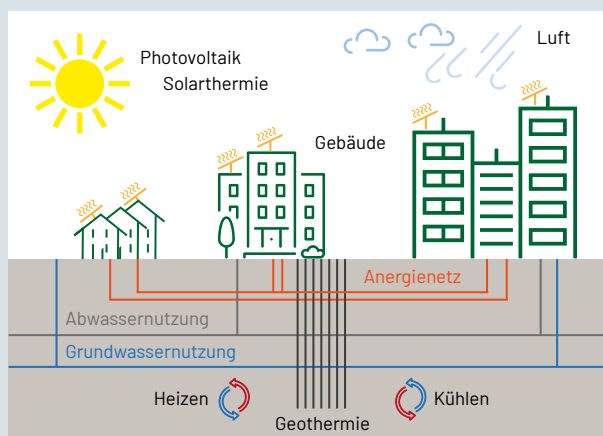 Photovoltaik
Solarthermie
Luft
Gebäude
Anergienetz
Abwassernutzung
Grundwassernutzung
Heizen
Kühlen
Geothermie